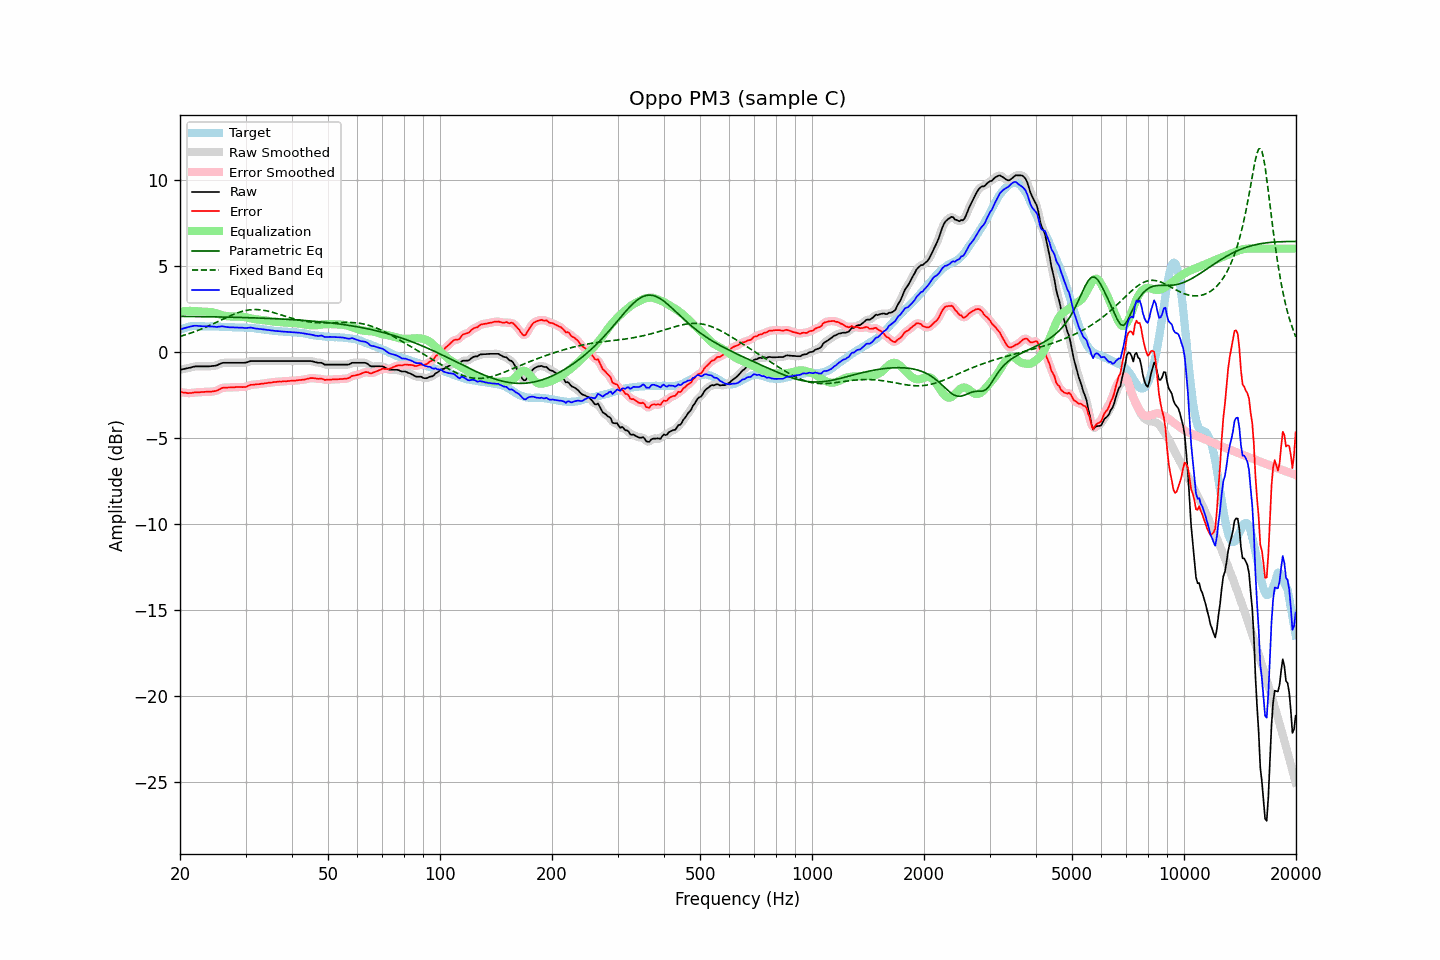 Oppo PM3 (sample C)
Target
Raw Smoothed
Error Smoothed
Raw
Error
Equalization
Parametric Eq
Fixed Band Eq
Equalized
10
5
0
−5
−10
−15
−20
−25
Amplitude (dBr)
20 50 100 200 500 1000 2000 5000 10000 20000
Frequency (Hz)